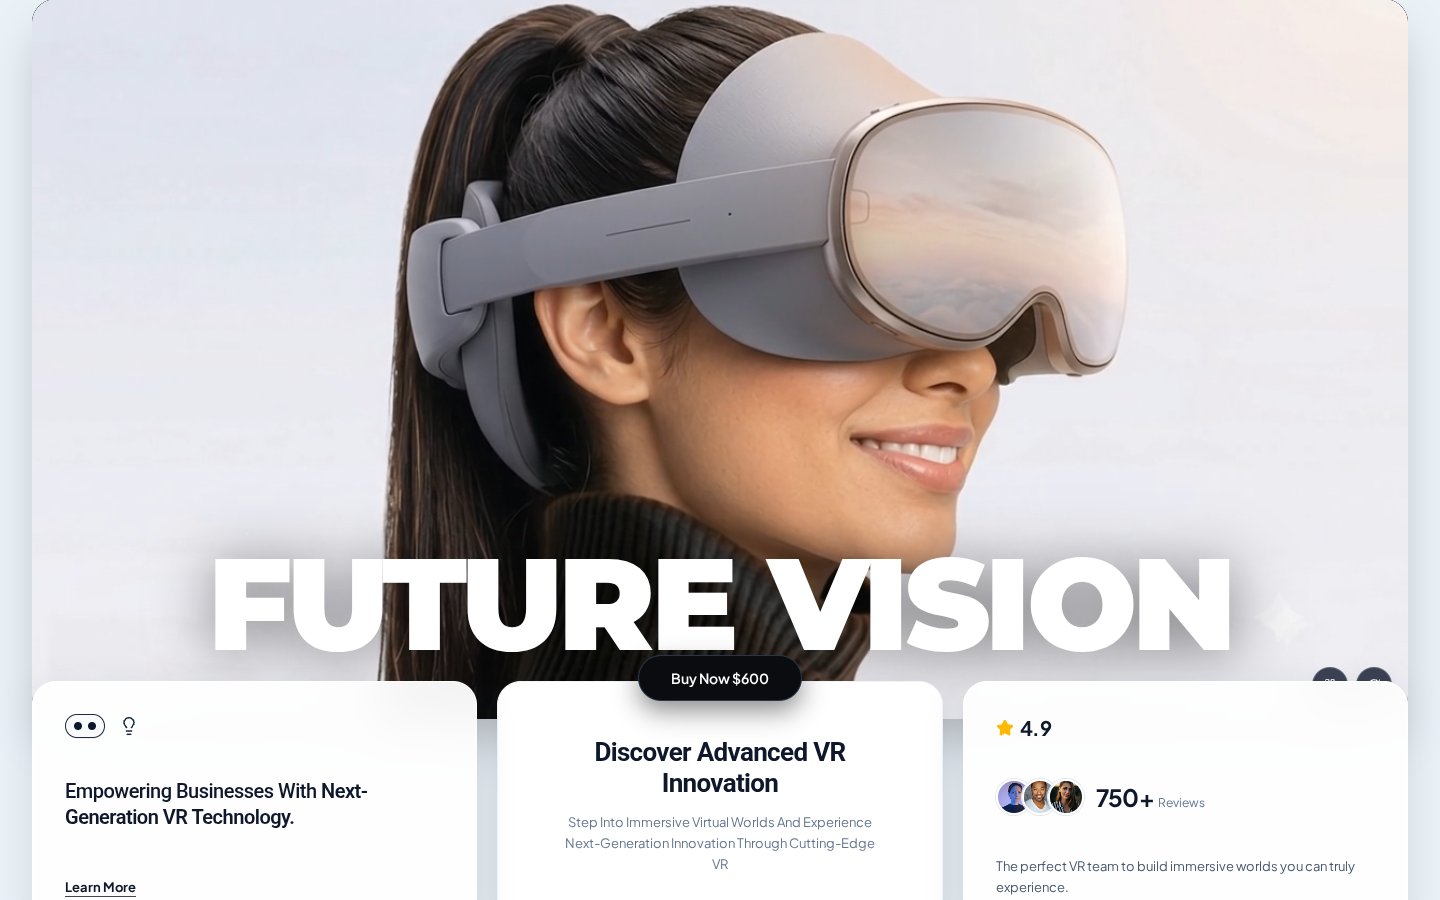 FUTURE VISION
Buy Now $600
Empowering Businesses With Next-
Generation VR Technology.
Learn More
Discover Advanced VR
Innovation
Step Into Immersive Virtual Worlds And Experience
Next-Generation Innovation Through Cutting-Edge
VR
4.9
750+ Reviews
The perfect VR team to build immersive worlds you can truly
experience.